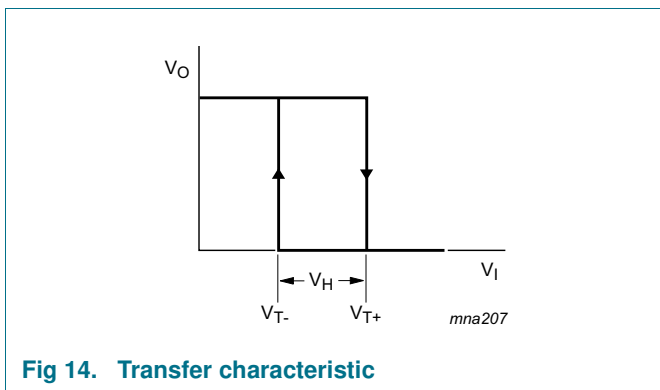 VO
VH
VI
VT-
VT+
mna207
Fig 14. Transfer characteristic